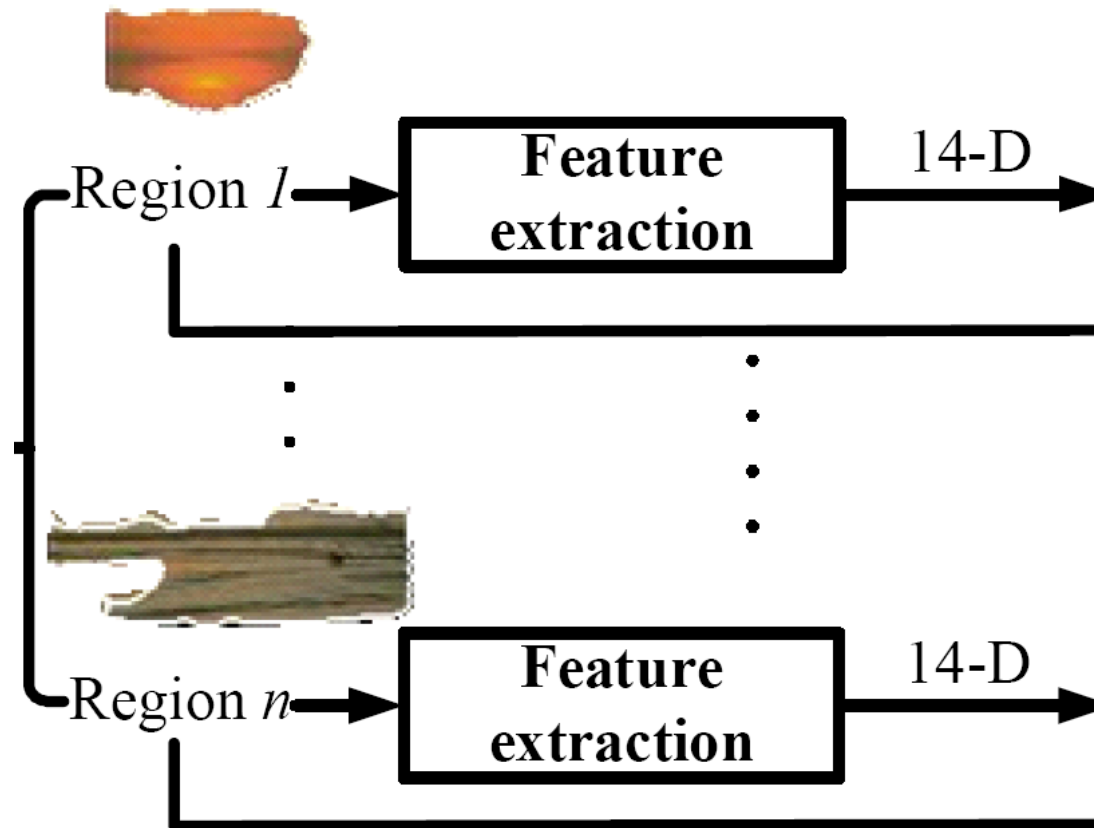 Region 1
Feature
extraction
14-D
Region n
Feature
extraction
14-D